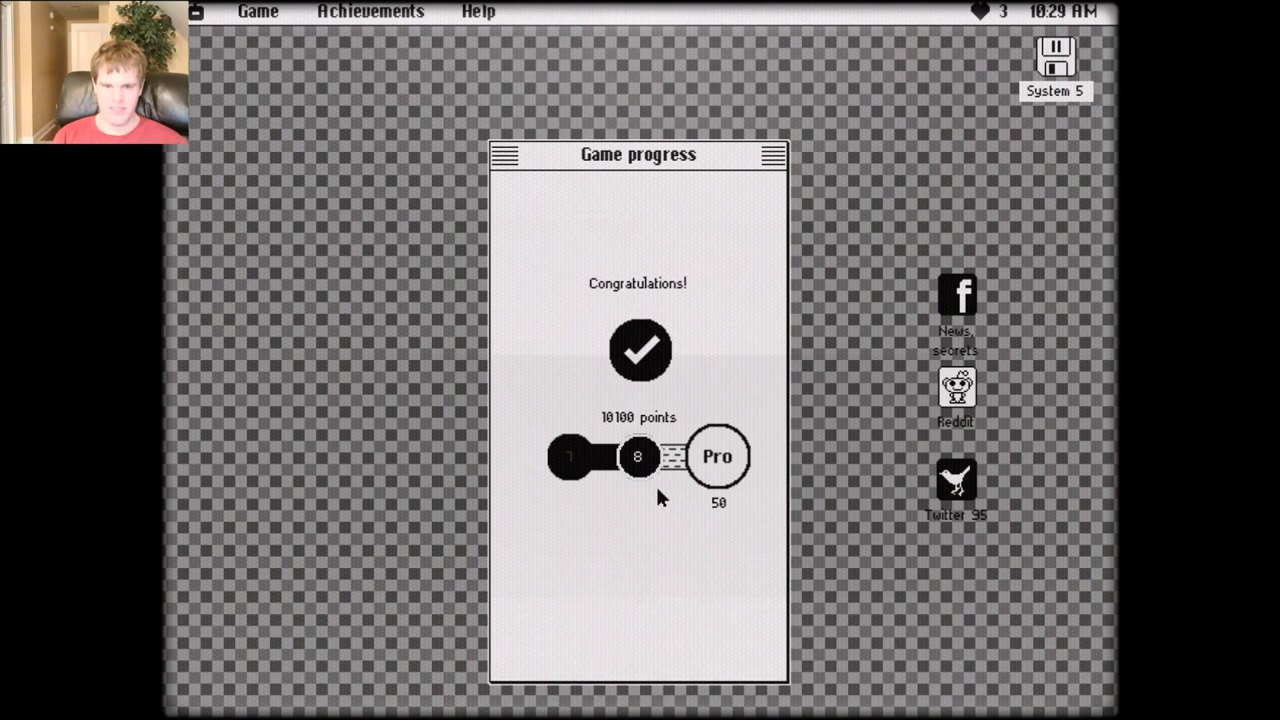 Game Achievements Help 3 10:29 AM
System 5
Game progress
Congratulations!
10100 points
7 8 Pro
50
News,
secrets
Reddit
Twitter 95